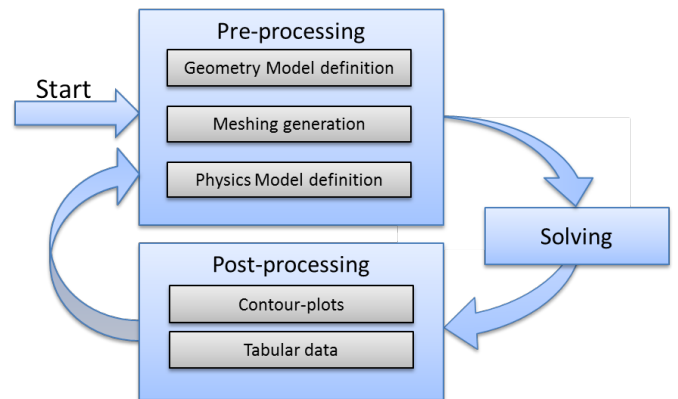 Pre-processing
Geometry Model definition
Start
Meshing generation
Physics Model definition
Solving
Post-processing
Contour-plots
Tabular data